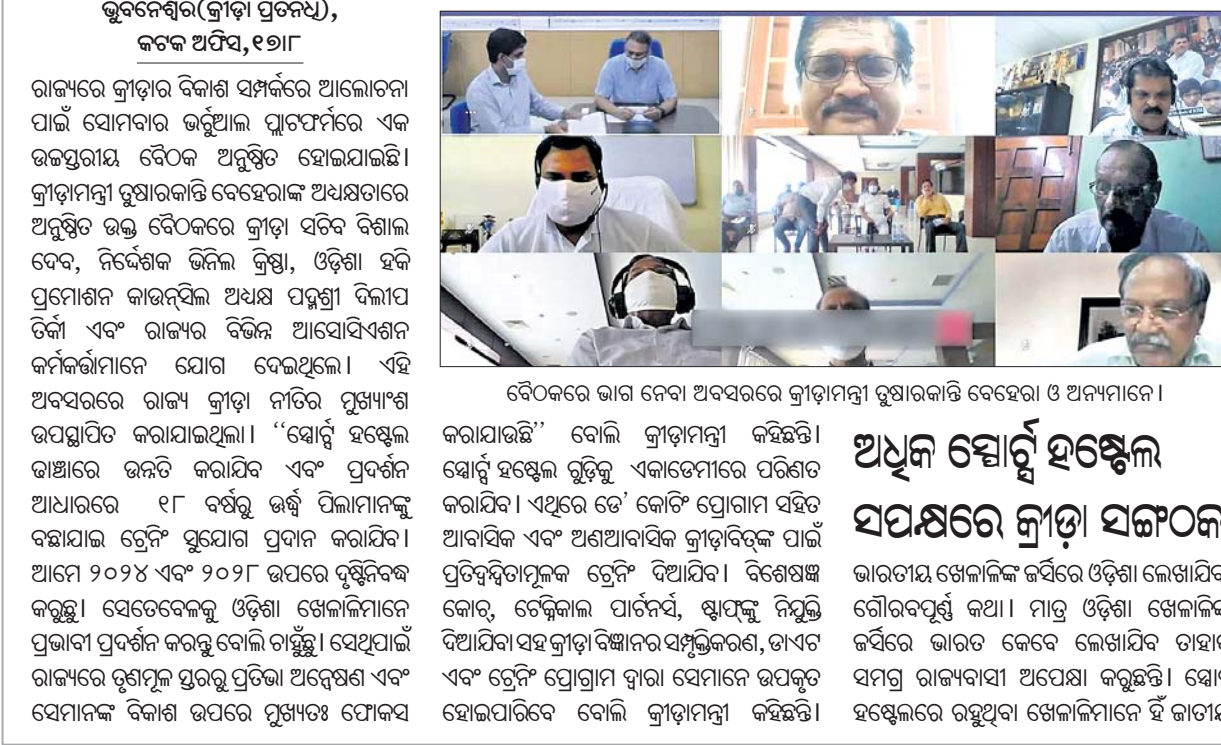 ଭୁବନେଶ୍ୱର(କ୍ରୀଡ଼ା ପ୍ରତିନିଧି),
କଟକ ଅଫିସ,୧୭।୮
ରାଜ୍ୟରେ କ୍ରୀଡ଼ାର ବିକାଶ ସମ୍ପର୍କରେ ଆଲୋଚନା
ପାଇଁ ସୋମବାର ଭର୍ଚୁଆଲ ପ୍ଲାଟଫର୍ମରେ ଏକ
ଉଚ୍ଚସ୍ତରୀୟ ବୈଠକ ଅନୁଷ୍ଠିତ ହୋଇଯାଇଛି।
କ୍ରୀଡ଼ାମନ୍ତ୍ରୀ ତୁଷାରକାନ୍ତି ବେହେରାଙ୍କ ଅଧ୍ୟକ୍ଷତାରେ
ଅନୁଷ୍ଠିତ ଉକ୍ତ ବୈଠକରେ କ୍ରୀଡ଼ା ସଚିବ ବିଶାଲ
ଦେବ, ନିର୍ଦ୍ଦେଶକ ଭିନିଲ କ୍ରିଷ୍ଣା, ଓଡ଼ିଶା ହକି
ପ୍ରମୋଶନ କାଉନ୍‌ସିଲ ଅଧ୍ୟକ୍ଷ ପଦ୍ମଶ୍ରୀ ଦିଲୀପ
ତିର୍କୀ ଏବଂ ରାଜ୍ୟର ବିଭିନ୍ନ ଆସୋସିଏଶନ
କର୍ମକର୍ତ୍ତାମାନେ ଯୋଗ ଦେଇଥିଲେ। ଏହି
ଅବସରରେ ରାଜ୍ୟ କ୍ରୀଡ଼ା ନୀତିର ମୁଖ୍ୟାଂଶ
ଉପସ୍ଥାପିତ କରାଯାଇଥିଲା। ‘‘ସ୍ପୋର୍ଟ୍ସ ହଷ୍ଟେଲ
ଢାଞ୍ଚାରେ ଉନ୍ନତି କରାଯିବ ଏବଂ ପ୍ରଦର୍ଶନ
ଆଧାରରେ ୧୮ ବର୍ଷରୁ ଊର୍ଦ୍ଧ୍ୱ ପିଲାମାନଙ୍କୁ
ବଛାଯାଇ ଟ୍ରେନିଂ ସୁଯୋଗ ପ୍ରଦାନ କରାଯିବ।
ଆମେ ୨୦୨୪ ଏବଂ ୨୦୨୮ ଉପରେ ଦୃଷ୍ଟିନିବଦ୍ଧ
କରୁଛୁ। ସେତେବେଳକୁ ଓଡ଼ିଶା ଖେଳାଳିମାନେ
ପ୍ରଭାବୀ ପ୍ରଦର୍ଶନ କରନ୍ତୁ ବୋଲି ଚାହୁଁଛୁ। ସେଥିପାଇଁ
ରାଜ୍ୟରେ ତୃଣମୂଳ ସ୍ତରରୁ ପ୍ରତିଭା ଅନ୍ୱେଷଣ ଏବଂ
ସେମାନଙ୍କ ବିକାଶ ଉପରେ ମୁଖ୍ୟତଃ ଫୋକସ
ବୈଠକରେ ଭାଗ ନେବା ଅବସରରେ କ୍ରୀଡ଼ାମନ୍ତ୍ରୀ ତୁଷାରକାନ୍ତି ବେହେରା ଓ ଅନ୍ୟମାନେ।
କରାଯାଉଛି’’ ବୋଲି କ୍ରୀଡ଼ାମନ୍ତ୍ରୀ କହିଛନ୍ତି।
ସ୍ପୋର୍ଟ୍ସ ହଷ୍ଟେଲ ଗୁଡ଼ିକୁ ଏକାଡେମୀରେ ପରିଣତ
କରାଯିବ। ଏଥିରେ ଡେ’ କୋଚିଂ ପ୍ରୋଗାମ ସହିତ
ଆବାସିକ ଏବଂ ଅଣଆବାସିକ କ୍ରୀଡ଼ାବିତ୍‌ଙ୍କ ପାଇଁ
ପ୍ରତିଦ୍ୱନ୍ଦ୍ୱିତାମୂଳକ ଟ୍ରେନିଂ ଦିଆଯିବ। ବିଶେଷଜ୍ଞ
କୋଚ୍‌, ଟେକ୍ନିକାଲ ପାର୍ଟନର୍ସ, ଷ୍ଟାଫ୍‌ଙ୍କୁ ନିଯୁକ୍ତି
ଦିଆଯିବା ସହ କ୍ରୀଡ଼ା ବିଜ୍ଞାନର ସମ୍ପୃକ୍ତିକରଣ, ଡାଏଟ
ଏବଂ ଟ୍ରେନିଂ ପ୍ରୋଗ୍ରାମ ଦ୍ୱାରା ସେମାନେ ଉପକୃତ
ହୋଇପାରିବେ ବୋଲି କ୍ରୀଡ଼ାମନ୍ତ୍ରୀ କହିଛନ୍ତି।
ଅଧିକ ସ୍ପୋର୍ଟ୍ସ ହଷ୍ଟେଲ
ସପକ୍ଷରେ କ୍ରୀଡ଼ା ସଙ୍ଗଠକ
ଭାରତୀୟ ଖେଳାଳିଙ୍କ ଜର୍ସିରେ ଓଡ଼ିଶା ଲେଖାଯିବା
ଗୌରବପୂର୍ଣ୍ଣ କଥା। ମାତ୍ର ଓଡ଼ିଶା ଖେଳାଳିଙ୍କ
ଜର୍ସିରେ ଭାରତ କେବେ ଲେଖାଯିବ ତାହାକୁ
ସମଗ୍ର ରାଜ୍ୟବାସୀ ଅପେକ୍ଷା କରୁଛନ୍ତି।
ହଷ୍ଟେଲରେ ରହୁଥିବା ଖେଳାଳିମାନେ ହିଁ ଜାତୀୟ